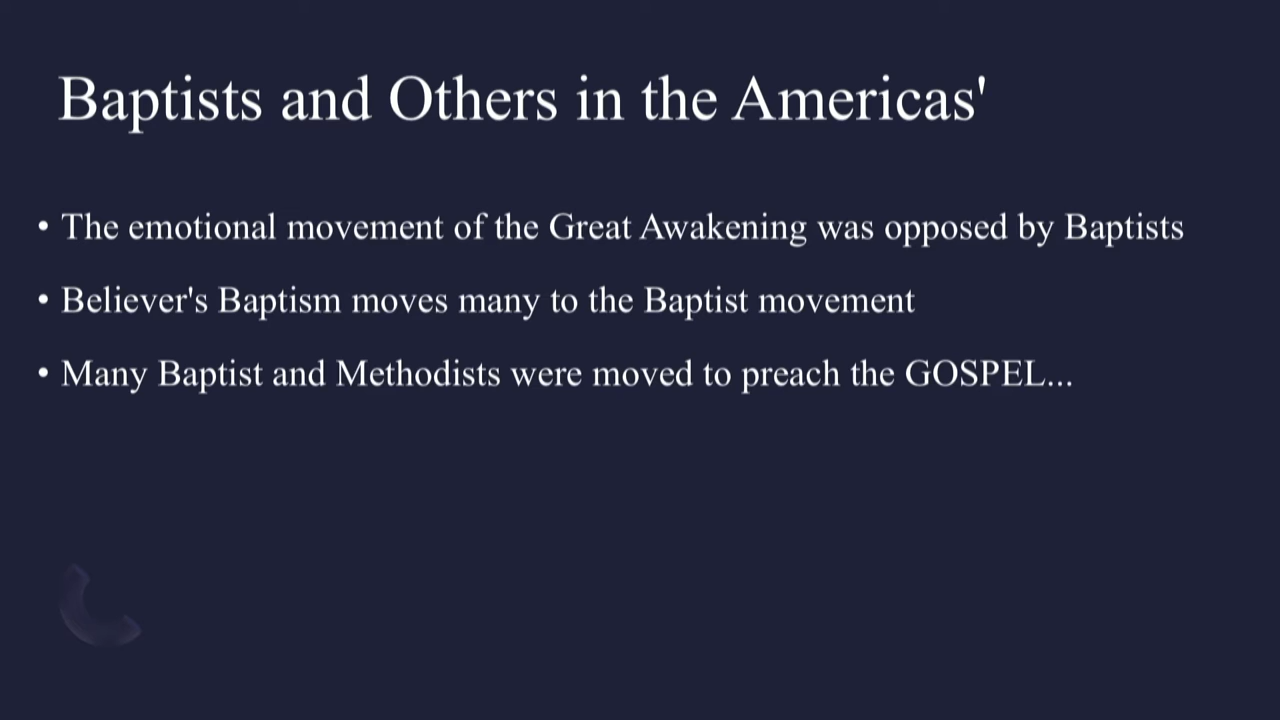 Baptists and Others in the Americas'
• The emotional movement of the Great Awakening was opposed by Baptists
• Believer's Baptism moves many to the Baptist movement
• Many Baptist and Methodists were moved to preach the GOSPEL...